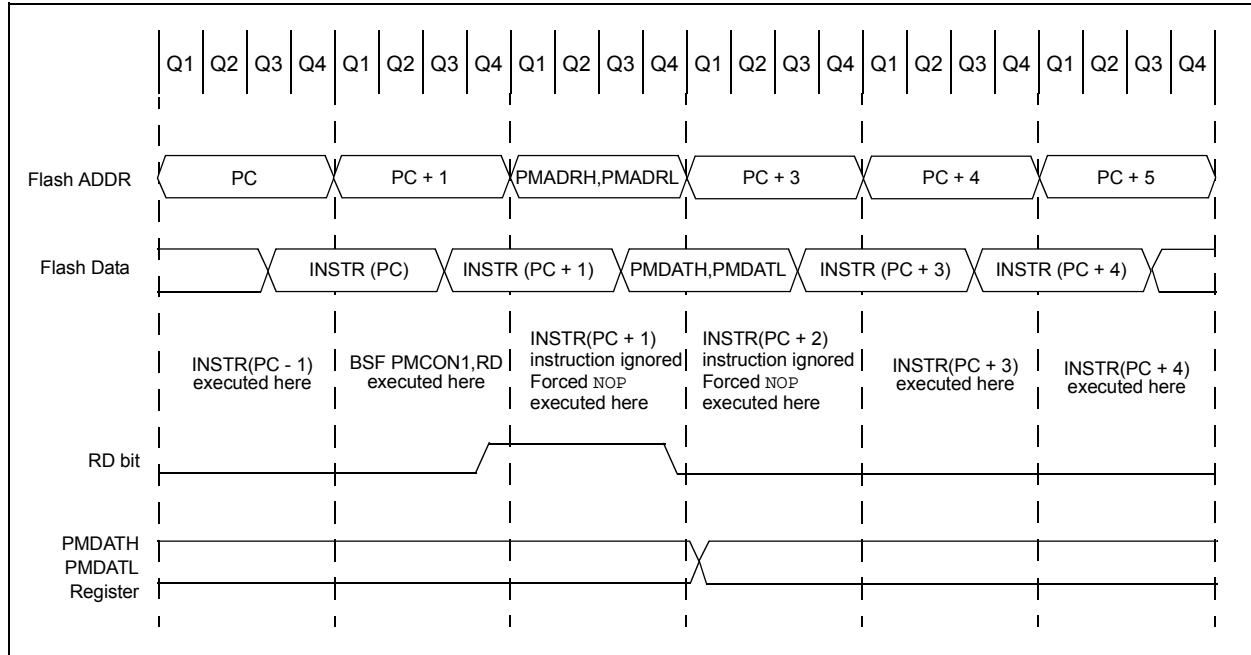 Q1 Q2 Q3 Q4 Q1 Q2 Q3 Q4 Q1 Q2 Q3 Q4 Q1 Q2 Q3 Q4 Q1 Q2 Q3 Q4 Q1 Q2 Q3 Q4
Flash ADDR PC PC + 1 PMADRH,PMADRL PC + 3 PC + 4 PC + 5
Flash Data INSTR (PC) INSTR (PC + 1) PMDATH,PMDATL INSTR (PC + 3) INSTR (PC + 4)
INSTR(PC - 1)
executed here
BSF PMCON1,RD
executed here
INSTR(PC + 1)
instruction ignored
Forced NOP
executed here
INSTR(PC + 2)
instruction ignored
Forced NOP
executed here
INSTR(PC + 3)
executed here
INSTR(PC + 4)
executed here
RD bit
PMDATH
PMDATL
Register